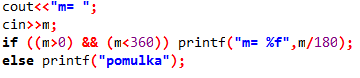 cout<<"m= ";
cin>>m;
if ((m>0) && (m<360)) printf("m= %f",m/180);
else printf("pomulka");